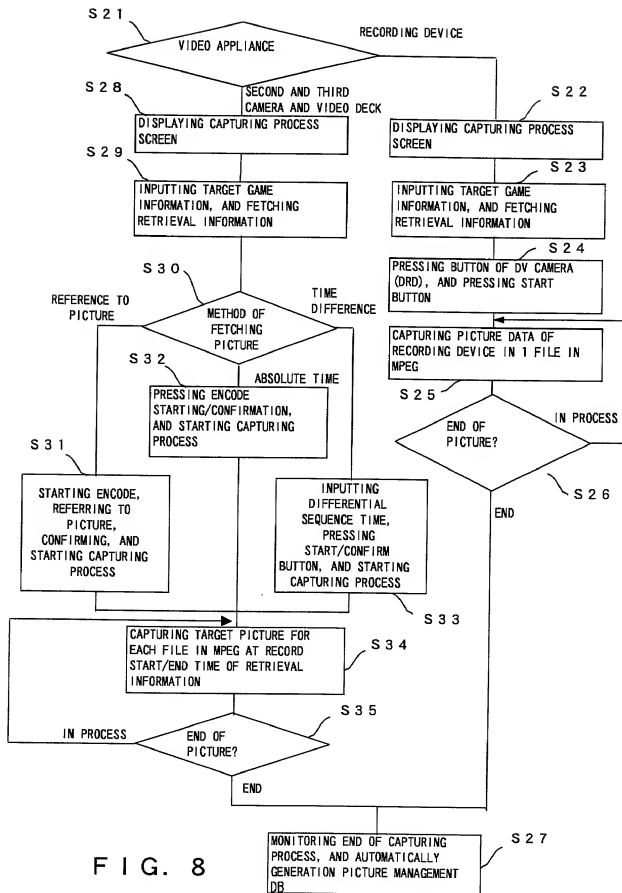 S21
VIDEO APPLIANCE
RECORDING DEVICE
SECOND AND THIRD
CAMERA AND VIDEO DECK
S28
DISPLAYING CAPTURING PROCESS
SCREEN
S22
DISPLAYING CAPTURING PROCESS
SCREEN
S29
INPUTTING TARGET GAME
INFORMATION, AND FETCHING
RETRIEVAL INFORMATION
S23
INPUTTING TARGET GAME
INFORMATION, AND FETCHING
RETRIEVAL INFORMATION
S24
PRESSING BUTTON OF DV CAMERA
(DRD), AND PRESSING START
BUTTON
S30
REFERENCE TO
PICTURE
METHOD OF
FETCHING
PICTURE
TIME
DIFFERENCE
CAPTURING PICTURE DATA OF
RECORDING DEVICE IN 1 FILE IN
MPEG
S25
S32
ABSOLUTE TIME
PRESSING ENCODE
STARTING/CONFIRMATION,
AND STARTING CAPTURING
PROCESS
END OF
PICTURE?
IN PROCESS
S26
END
S31
STARTING ENCODE,
REFERRING TO
PICTURE,
CONFIRMING, AND
STARTING CAPTURING
PROCESS
INPUTTING
DIFFERENTIAL
SEQUENCE TIME,
PRESSING
START/CONFIRM
BUTTON, AND STARTING
CAPTURING PROCESS
S33
CAPTURING TARGET PICTURE FOR
EACH FILE IN MPEG AT RECORD
START/END TIME OF RETRIEVAL
INFORMATION
S34
S35
IN PROCESS
END OF
PICTURE?
END
MONITORING END OF CAPTURING
PROCESS, AND AUTOMATICALLY
GENERATION PICTURE MANAGEMENT
DB
S27
FIG. 8